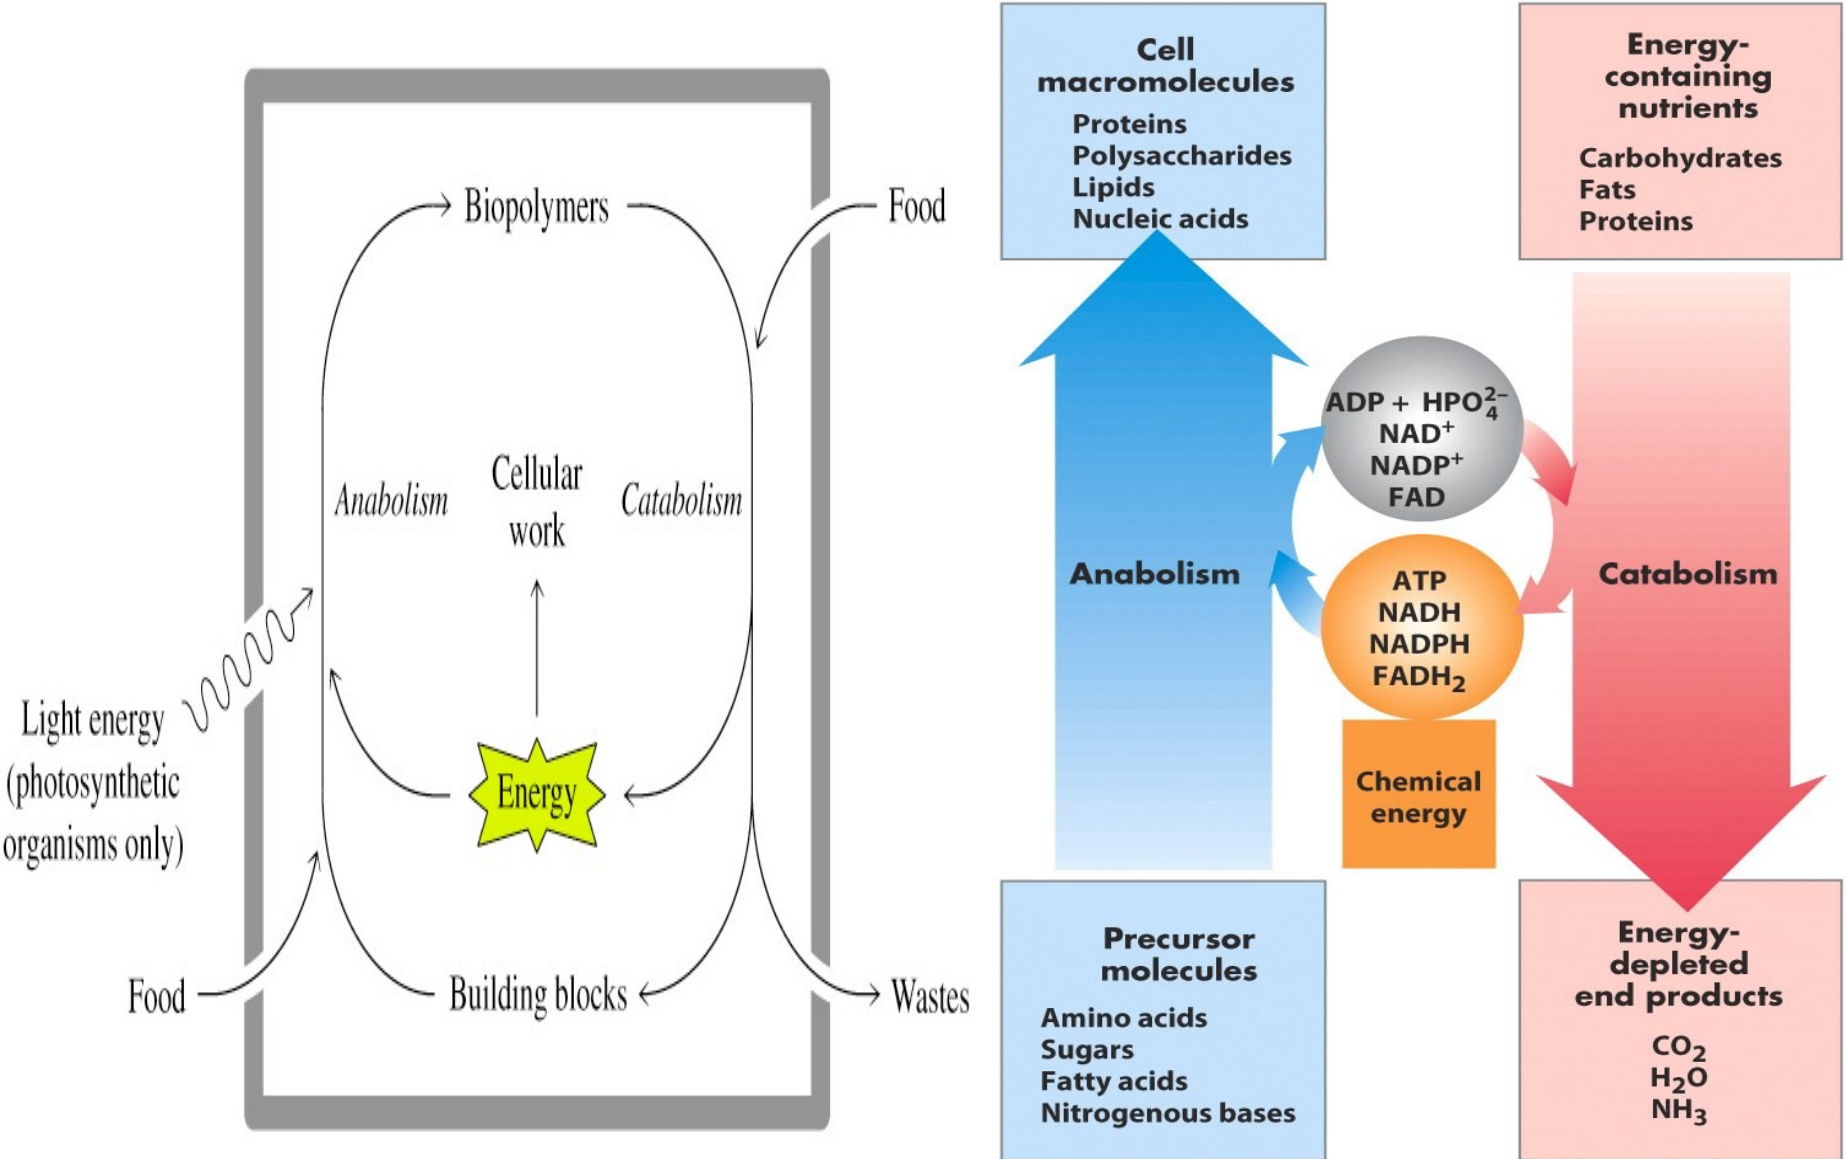 Biopolymers
Food
Anabolism
Cellular
work
Catabolism
Light energy
(photosynthetic
organisms only)
Energy
Food
Building blocks
Wastes
Cell
macromolecules
Proteins
Polysaccharides
Lipids
Nucleic acids
Energy-
containing
nutrients
Carbohydrates
Fats
Proteins
ADP + HPO₄²⁻
NAD⁺
NADP⁺
FAD
Anabolism
ATP
NADH
NADPH
FADH₂
Catabolism
Chemical
energy
Precursor
molecules
Amino acids
Sugars
Fatty acids
Nitrogenous bases
Energy-
depleted
end products
CO₂
H₂O
NH₃